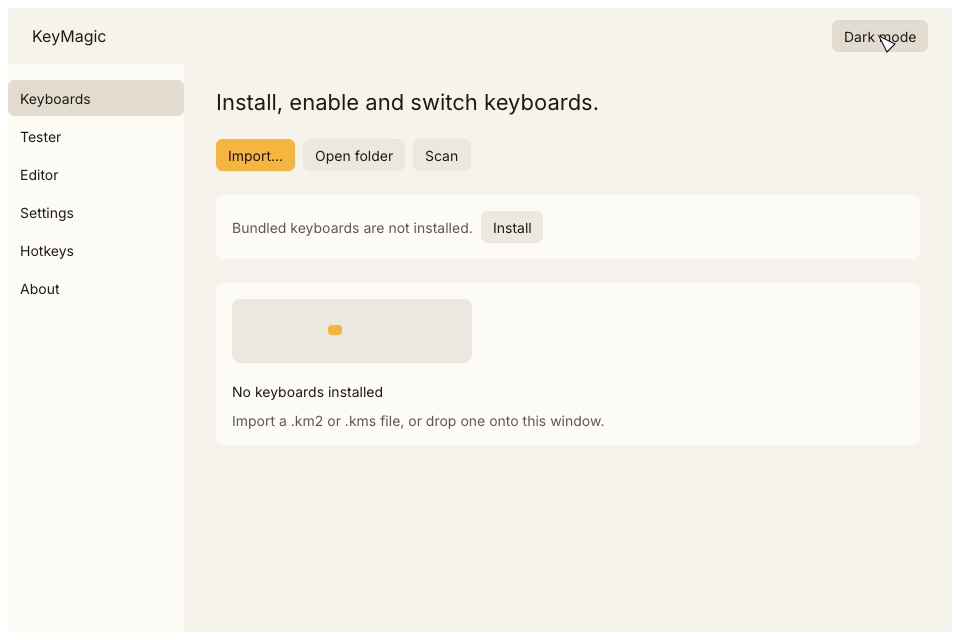 KeyMagic
Dark mode
Keyboards
Tester
Editor
Settings
Hotkeys
About
Install, enable and switch keyboards.
Import...
Open folder
Scan
Bundled keyboards are not installed.
Install
No keyboards installed
Import a .km2 or .kms file, or drop one onto this window.